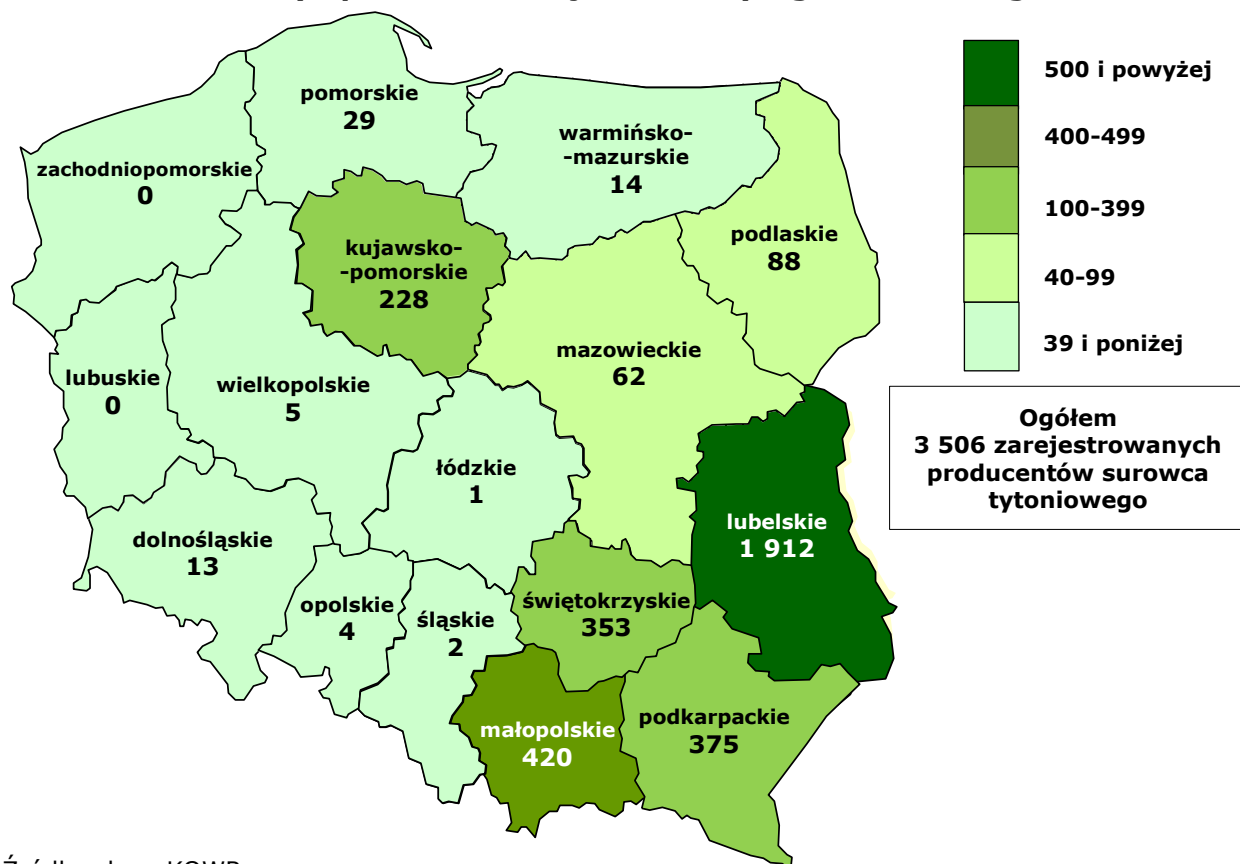 pomorskie
29
warmińsko-
-mazurskie
14
zachodniopomorskie
0
kujawsko-
-pomorskie
228
podlaskie
88
mazowieckie
62
lubuskie
0
wielkopolskie
5
łódzkie
1
lubelskie
1 912
dolnośląskie
13
opolskie
4
śląskie
2
świętokrzyskie
353
małopolskie
420
podkarpackie
375
500 i powyżej
400-499
100-399
40-99
39 i poniżej
Ogółem
3 506 zarejestrowanych
producentów surowca
tytoniowego